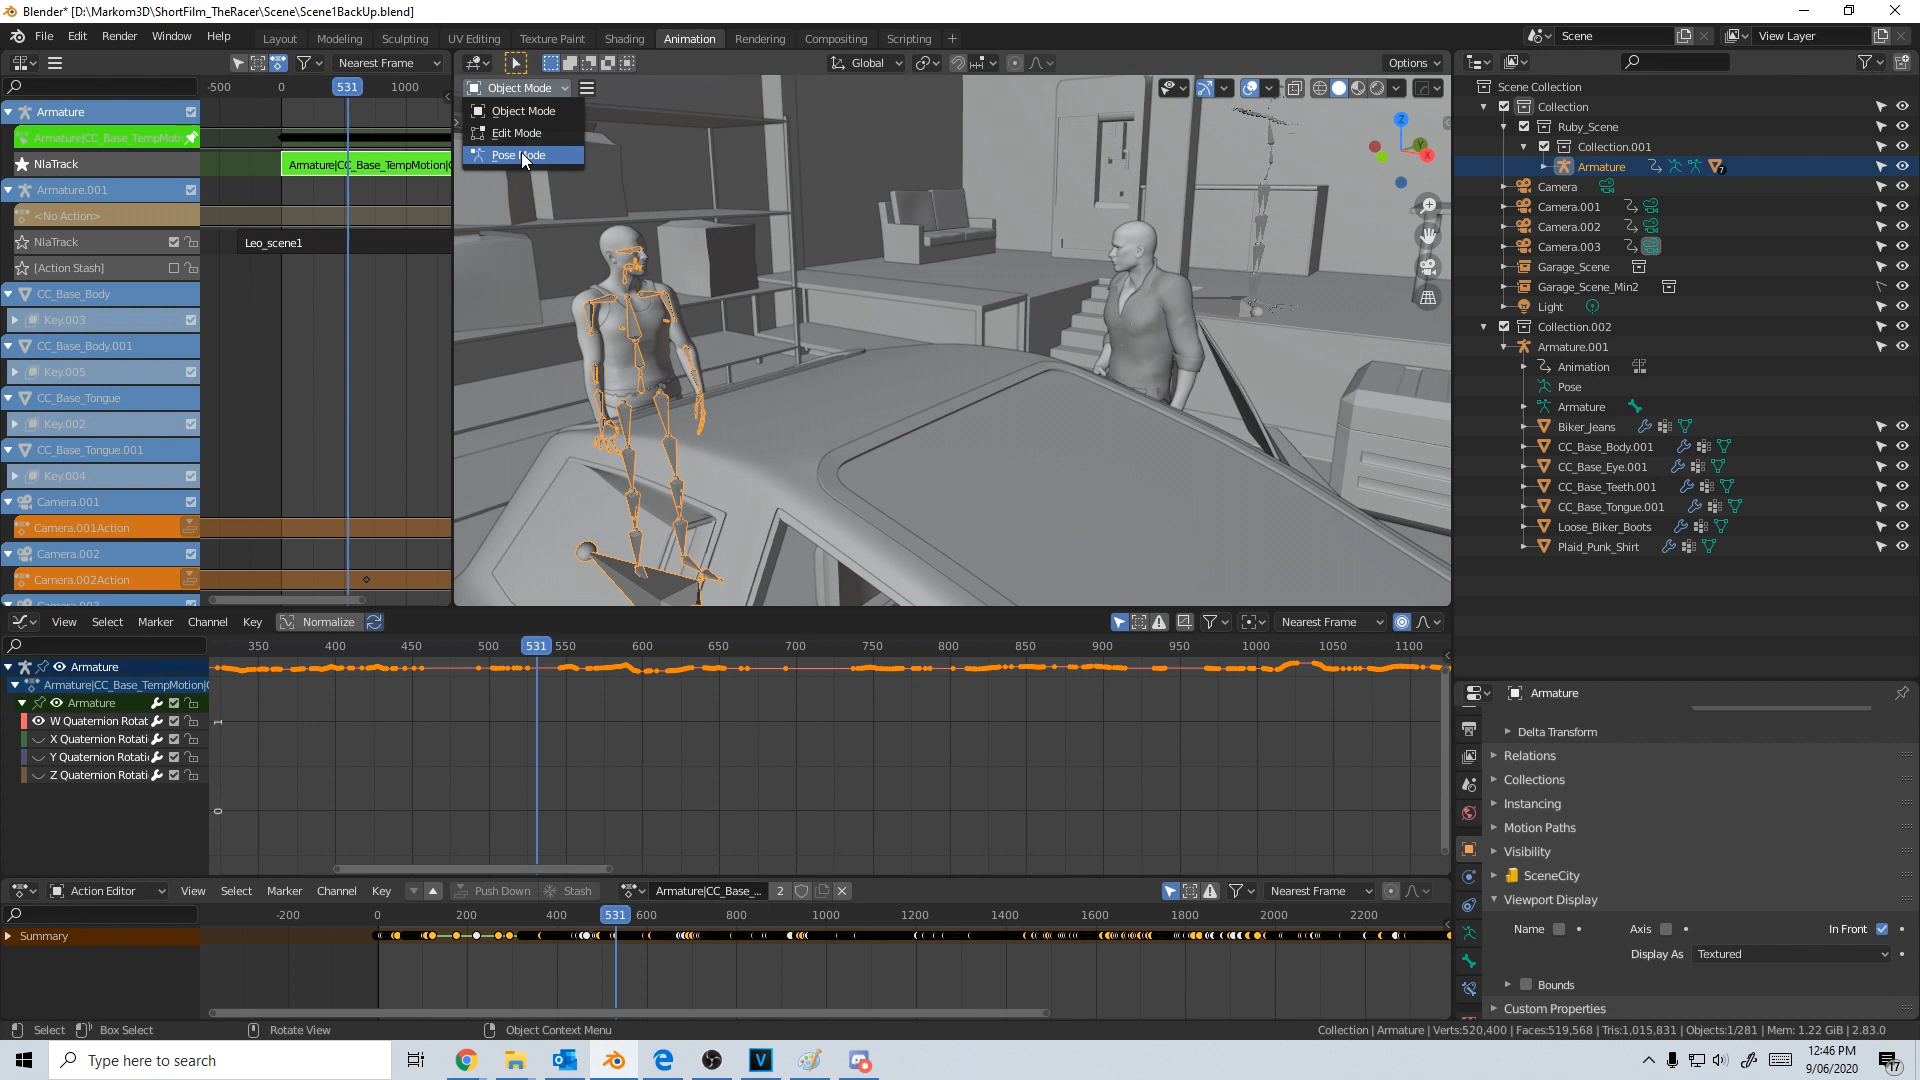 Blender* [D:\Markom3D\ShortFilm_TheRacer\Scene\Scene1BackUp.blend]
File Edit Render Window Help
Layout Modeling Sculpting UV Editing Texture Paint Shading Animation Rendering Compositing Scripting +
Scene
View Layer
Nearest Frame
Global
Options
-500 0 531 1000
Object Mode
Object Mode
Edit Mode
Pose Mode
Armature
Armature|CC_Base_TempMoti
NlaTrack
Armature|CC_Base_TempMotion|
Armature.001
<No Action>
NlaTrack
Leo_scene1
[Action Stash]
CC_Base_Body
Key.003
CC_Base_Body.001
Key.005
CC_Base_Tongue
Key.002
CC_Base_Tongue.001
Key.004
Camera.001
Camera.001Action
Camera.002
Camera.002Action
Z
Y
X
Scene Collection
Collection
Ruby_Scene
Collection.001
Armature
7
Camera
Camera.001
Camera.002
Camera.003
Garage_Scene
Garage_Scene_Min2
Light
Collection.002
Armature.001
Animation
Pose
Armature
Biker_Jeans
CC_Base_Body.001
CC_Base_Eye.001
CC_Base_Teeth.001
CC_Base_Tongue.001
Loose_Biker_Boots
Plaid_Punk_Shirt
View Select Marker Channel Key Normalize
Nearest Frame
350 400 450 500 531 550 600 650 700 750 800 850 900 950 1000 1050 1100
Armature
Armature|CC_Base_TempMotion|
Armature
W Quaternion Rotat
X Quaternion Rotati
Y Quaternion Rotati
Z Quaternion Rotati
1
0
Armature
Delta Transform
Relations
Collections
Instancing
Motion Paths
Visibility
SceneCity
Viewport Display
Name
Axis
In Front
Display As Textured
Bounds
Custom Properties
Action Editor View Select Marker Channel Key Push Down Stash Armature|CC_Base_... 2
Nearest Frame
-200 0 200 400 531 600 800 1000 1200 1400 1600 1800 2000 2200
Summary
Select Box Select Rotate View Object Context Menu
Collection | Armature | Verts:520,400 | Faces:519,568 | Tris:1,015,831 | Objects:1/281 | Mem: 1.22 GiB | 2.83.0
Type here to search
12:46 PM
9/06/2020
17